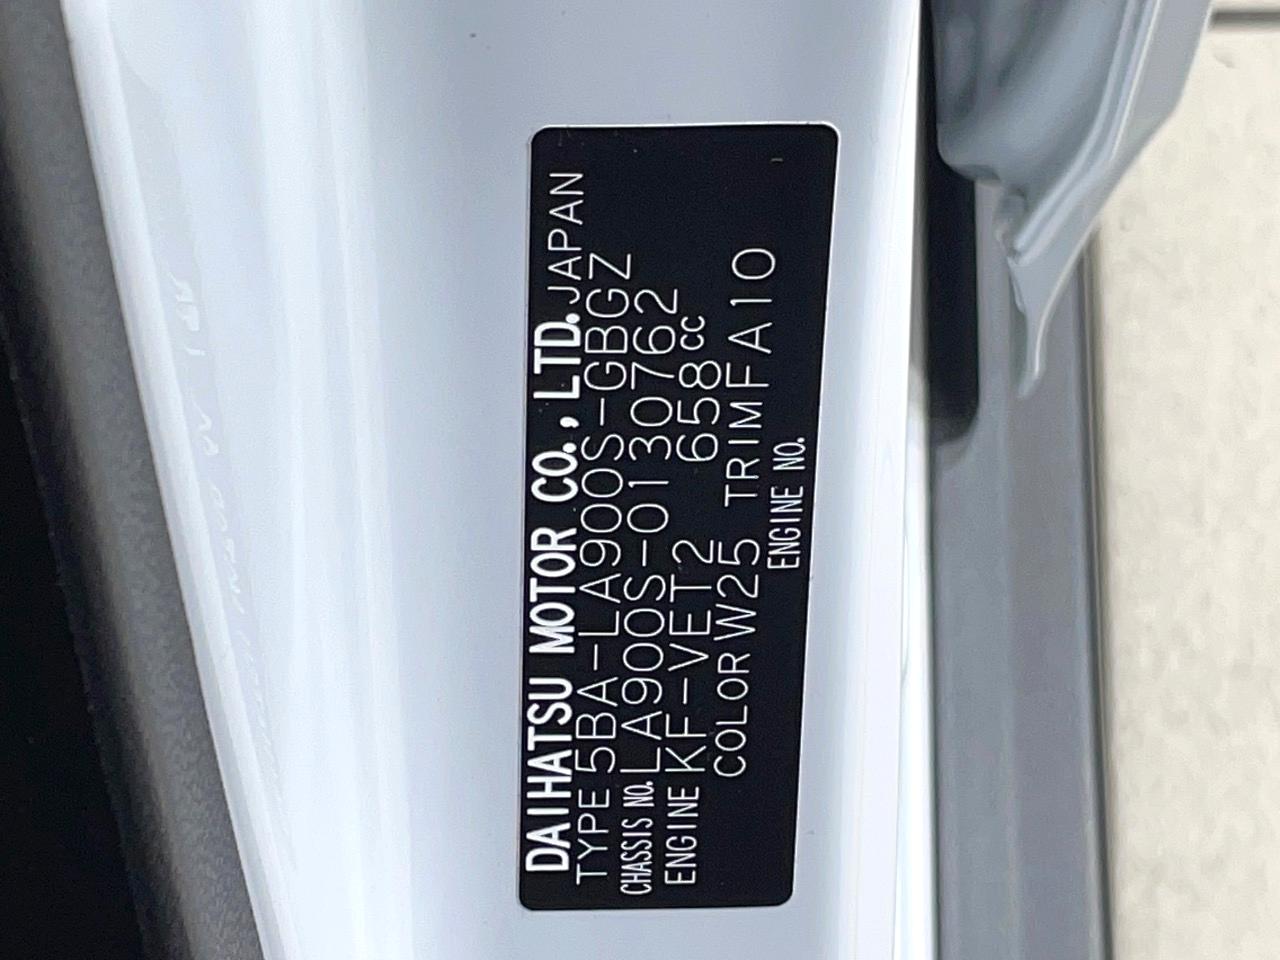 DAIHATSU MOTOR CO., LTD. JAPAN
TYPE 5BA-LA900S-GBGZ
CHASSIS NO. LA900S-0130762
ENGINE KF-VET2 658cc
COLOR W25 TRIM FA10
ENGINE NO.